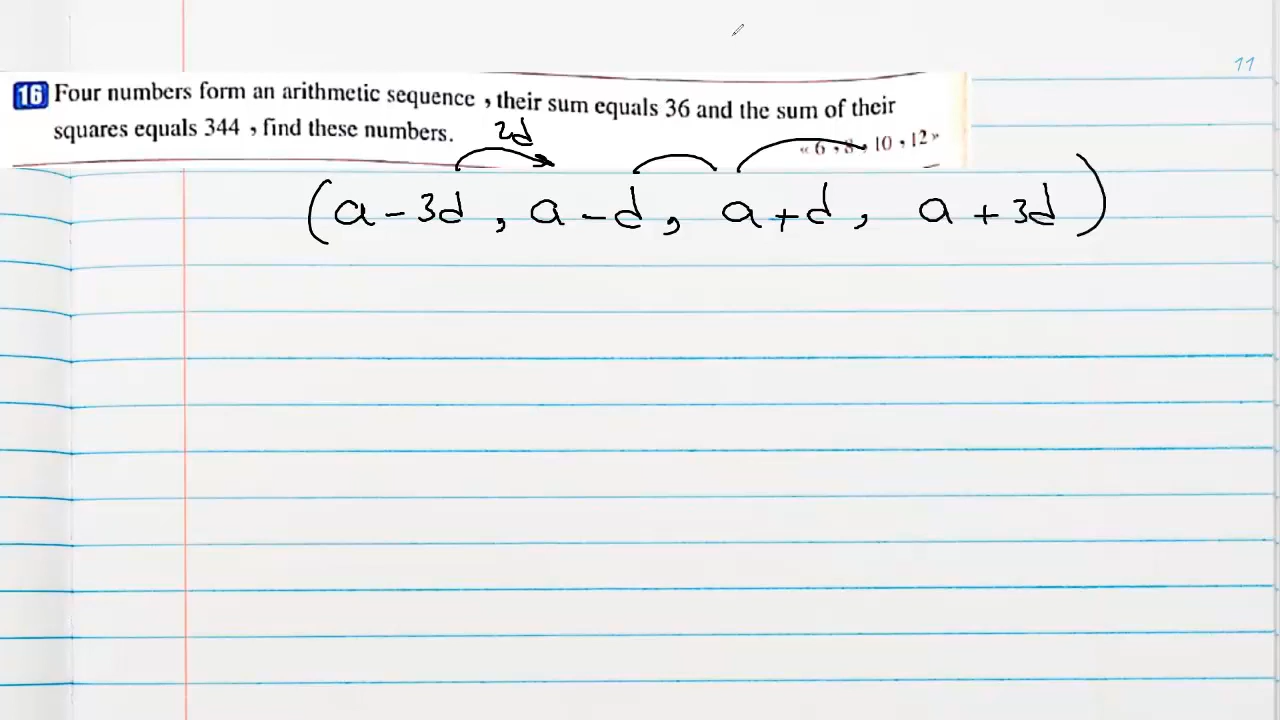 11
16 Four numbers form an arithmetic sequence , their sum equals 36 and the sum of their
squares equals 344 , find these numbers.
« 6 , 8 , 10 , 12 »
2d
(a - 3d , a - d , a + d , a + 3d)